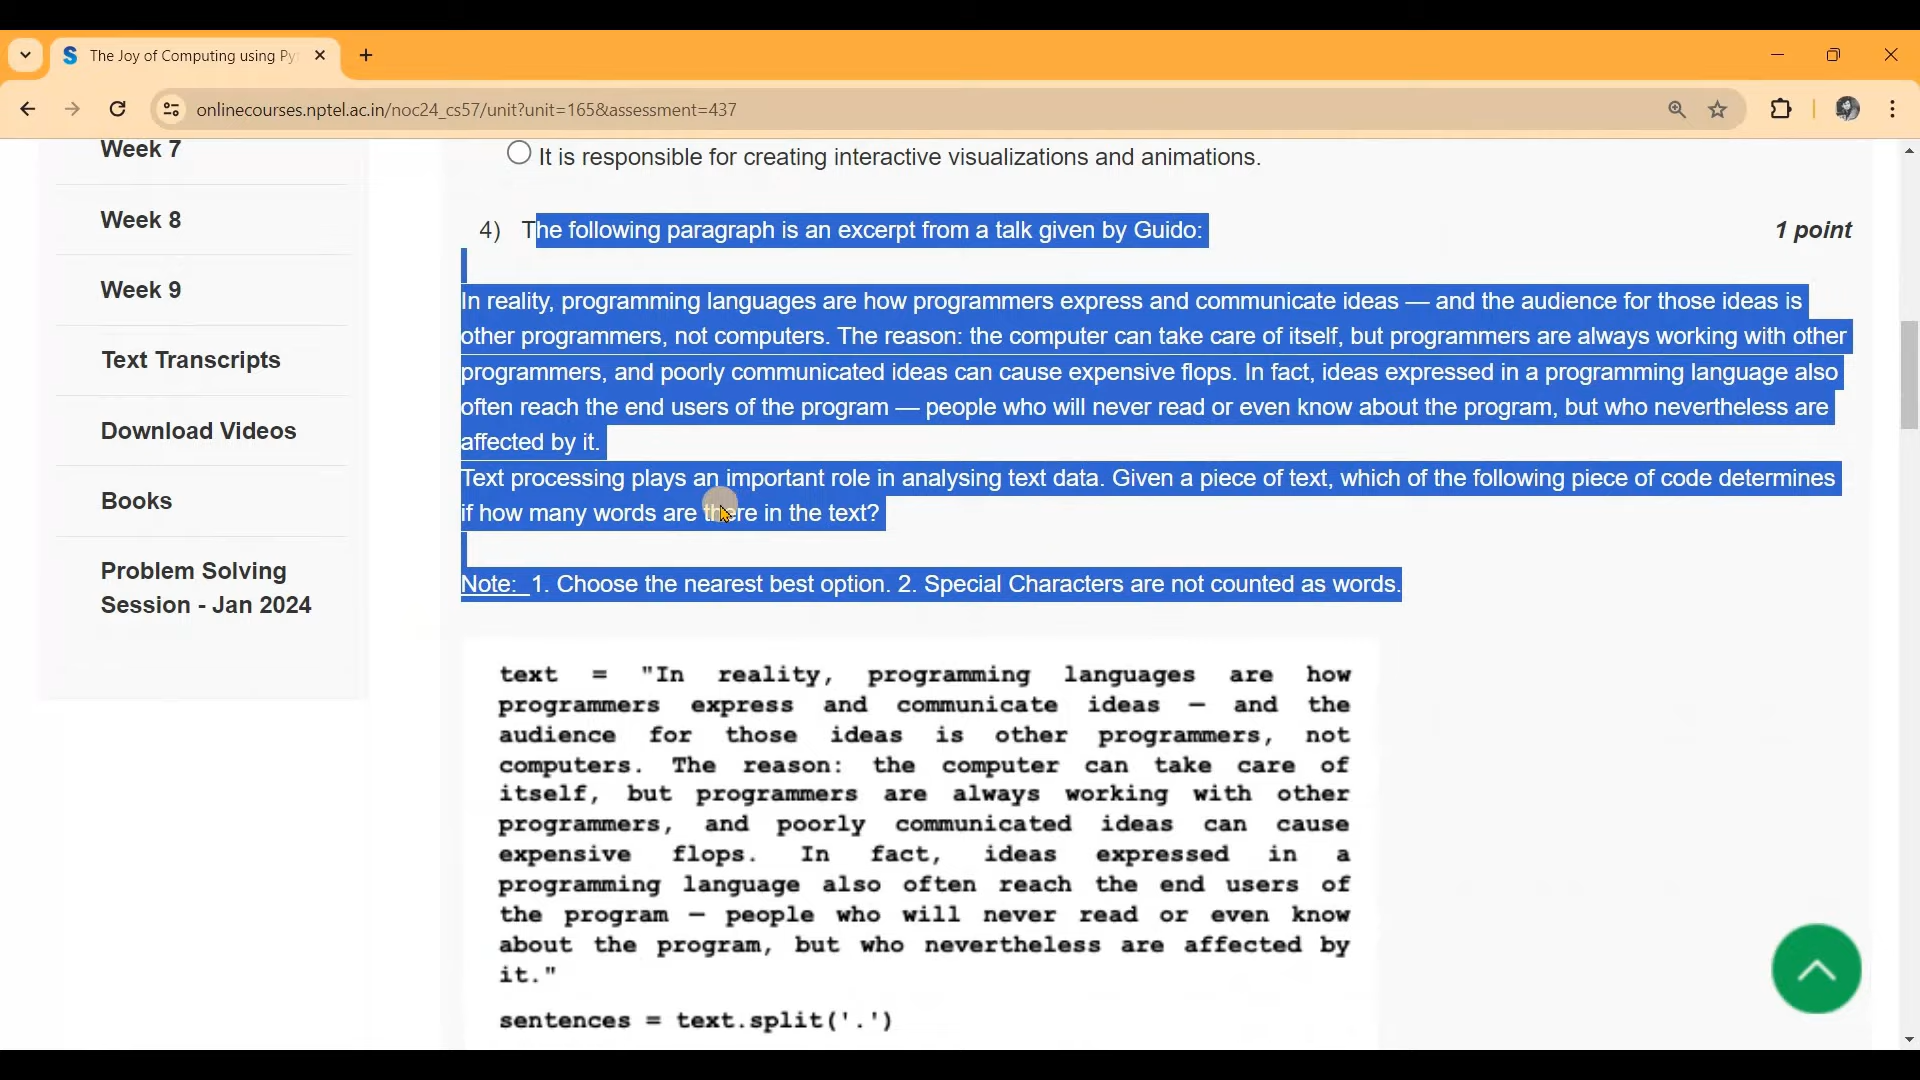 The Joy of Computing using Py
onlinecourses.nptel.ac.in/noc24_cs57/unit?unit=165&assessment=437
Week 7
Week 8
Week 9
Text Transcripts
Download Videos
Books
Problem Solving
Session - Jan 2024
It is responsible for creating interactive visualizations and animations.
4) The following paragraph is an excerpt from a talk given by Guido: 1 point
In reality, programming languages are how programmers express and communicate ideas — and the audience for those ideas is
other programmers, not computers. The reason: the computer can take care of itself, but programmers are always working with other
programmers, and poorly communicated ideas can cause expensive flops. In fact, ideas expressed in a programming language also
often reach the end users of the program — people who will never read or even know about the program, but who nevertheless are
affected by it.
Text processing plays an important role in analysing text data. Given a piece of text, which of the following piece of code determines
if how many words are there in the text?
Note: 1. Choose the nearest best option. 2. Special Characters are not counted as words.
text = "In reality, programming languages are how
programmers express and communicate ideas — and the
audience for those ideas is other programmers, not
computers. The reason: the computer can take care of
itself, but programmers are always working with other
programmers, and poorly communicated ideas can cause
expensive flops. In fact, ideas expressed in a
programming language also often reach the end users of
the program — people who will never read or even know
about the program, but who nevertheless are affected by
it."
sentences = text.split('.')